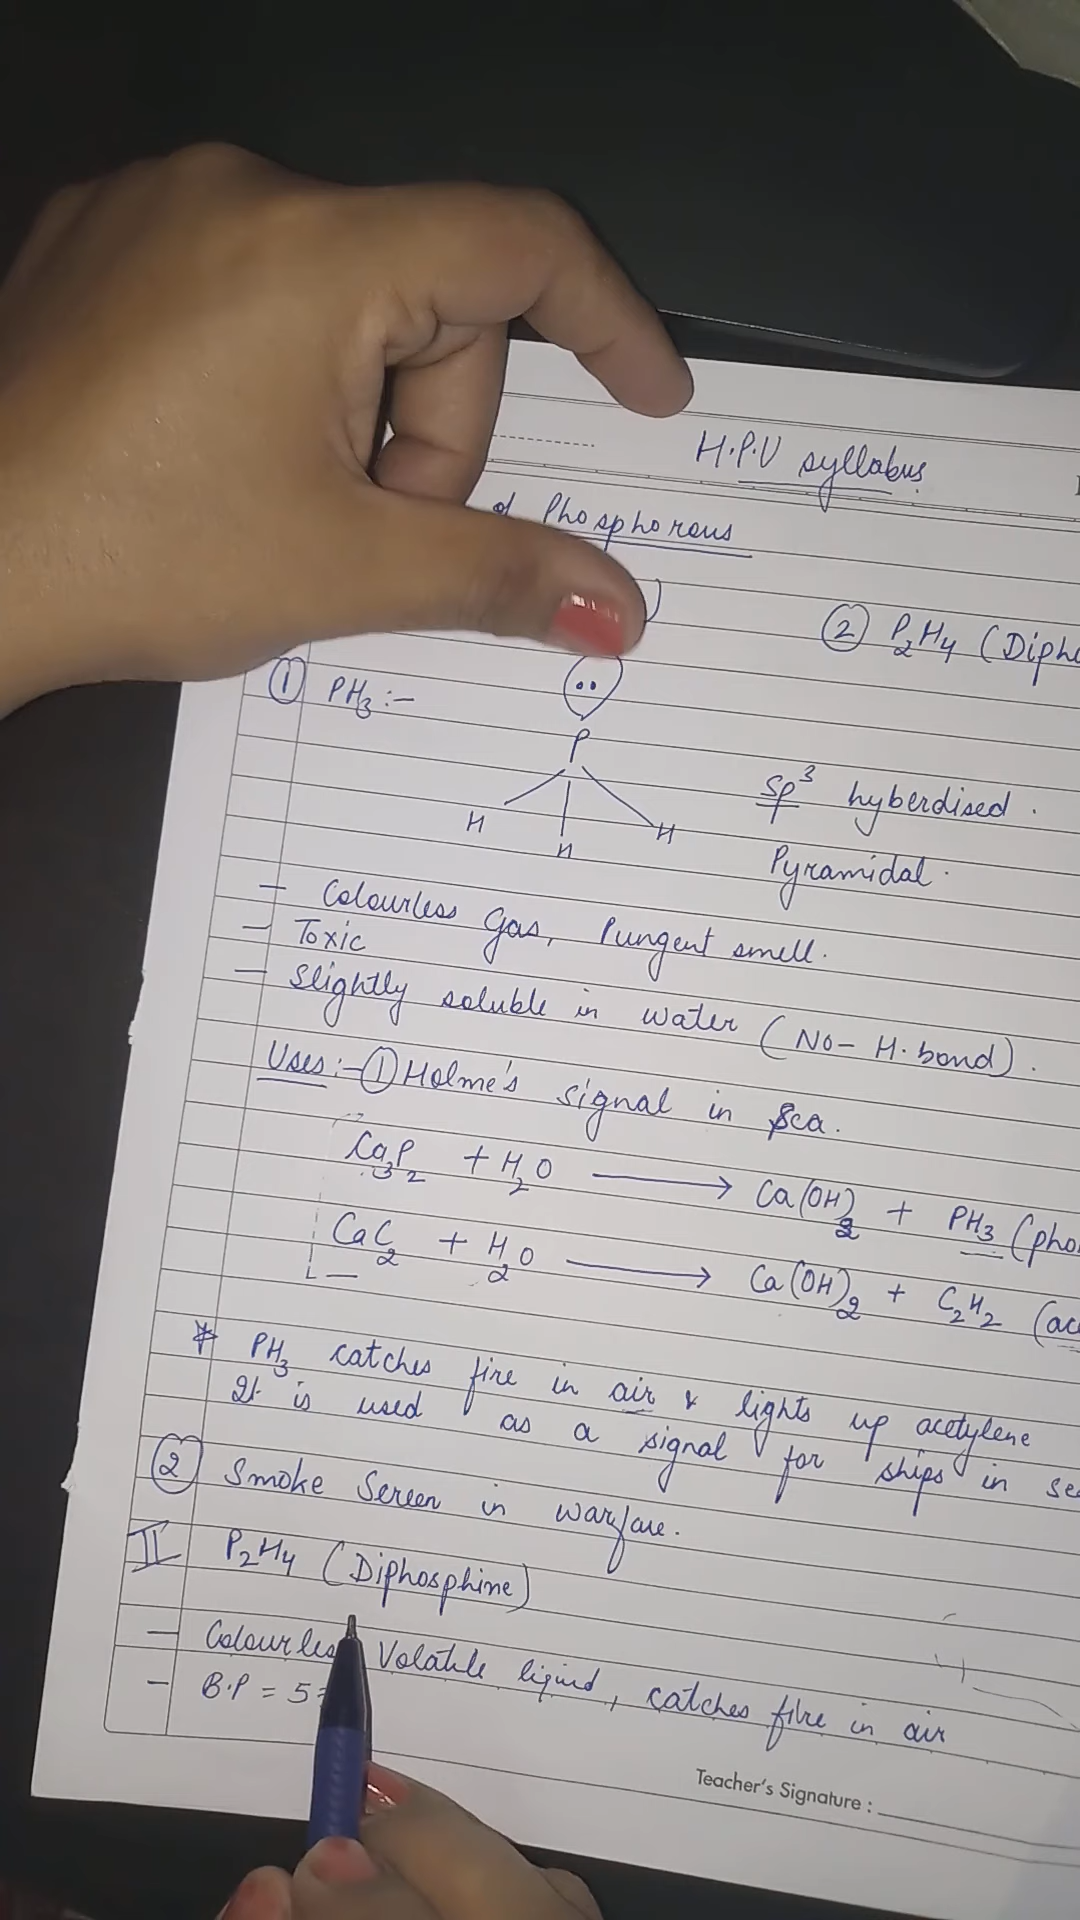 H.P.U syllabus
of Phosphorous
② P2H4 (Diph
① PH3 :-
P
H H H
sp3 hyberdised.
Pyramidal.
- Colourless gas, Pungent smell.
- Toxic
- Slightly soluble in water (No- H.bond).
Uses :- ① Holme's signal in sea.
Ca3P2 + H2O ⟶ Ca(OH)2 + PH3 (pho
CaC2 + H2O ⟶ Ca(OH)2 + C2H2 (ac
* PH3 catches fire in air & lights up acetylene
It is used as a signal for ships in se
② Smoke Screen in warfare.
II P2H4 (Diphosphine)
- Colourless Volatile liquid, catches fire in air
- B.P = 5
Teacher's Signature :